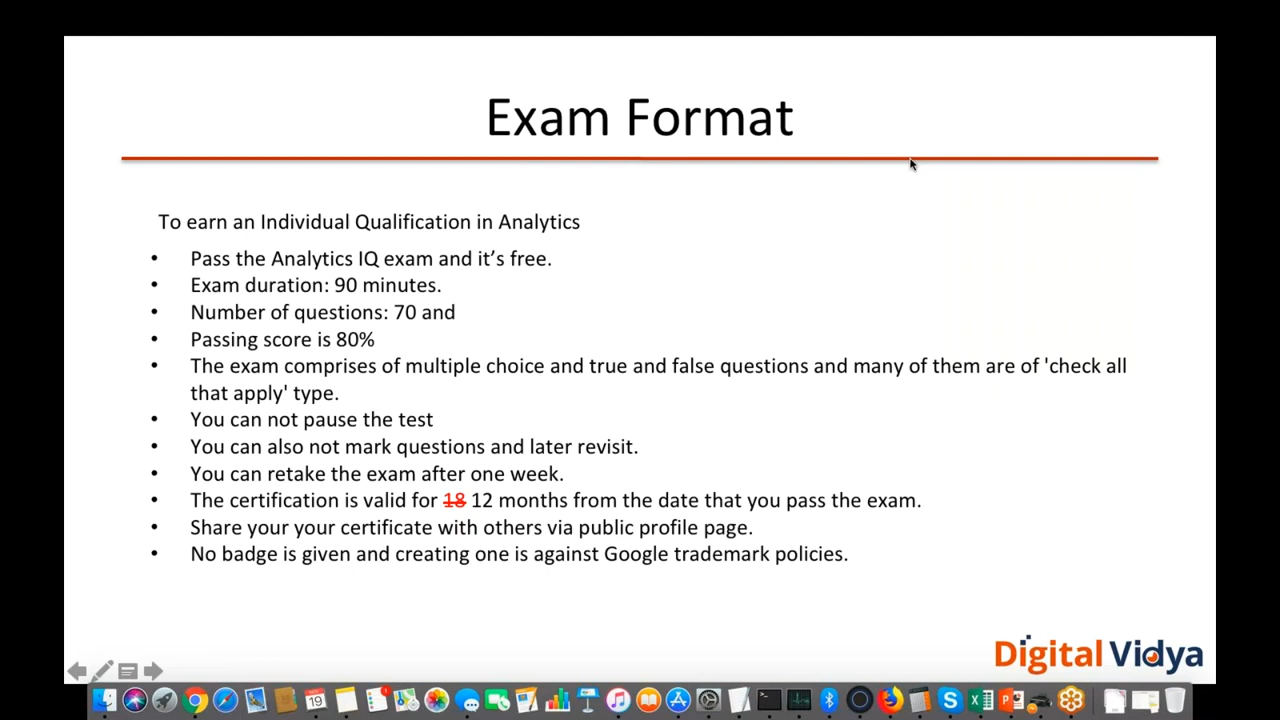 Exam Format
To earn an Individual Qualification in Analytics
• Pass the Analytics IQ exam and it’s free.
• Exam duration: 90 minutes.
• Number of questions: 70 and
• Passing score is 80%
• The exam comprises of multiple choice and true and false questions and many of them are of 'check all
that apply' type.
• You can not pause the test
• You can also not mark questions and later revisit.
• You can retake the exam after one week.
• The certification is valid for 18 12 months from the date that you pass the exam.
• Share your your certificate with others via public profile page.
• No badge is given and creating one is against Google trademark policies.
Digital Vidya
19